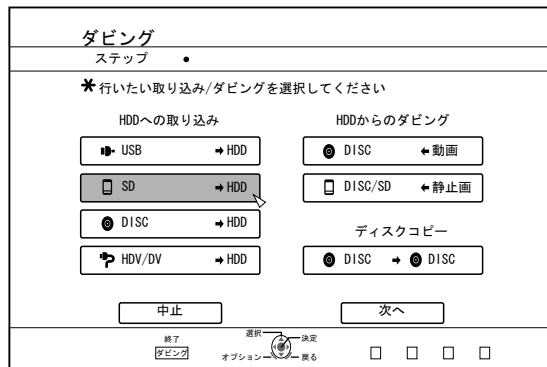 ダビング
ステップ
行いたい取り込み/ダビングを選択してください
HDDへの取り込み
USB ➡ HDD
SD ➡ HDD
DISC ➡ HDD
HDV/DV ➡ HDD
HDDからのダビング
DISC ⬅ 動画
DISC/SD ⬅ 静止画
ディスクコピー
DISC ➡ DISC
中止
次へ
終了
ダビング
選択
決定
オプション
戻る